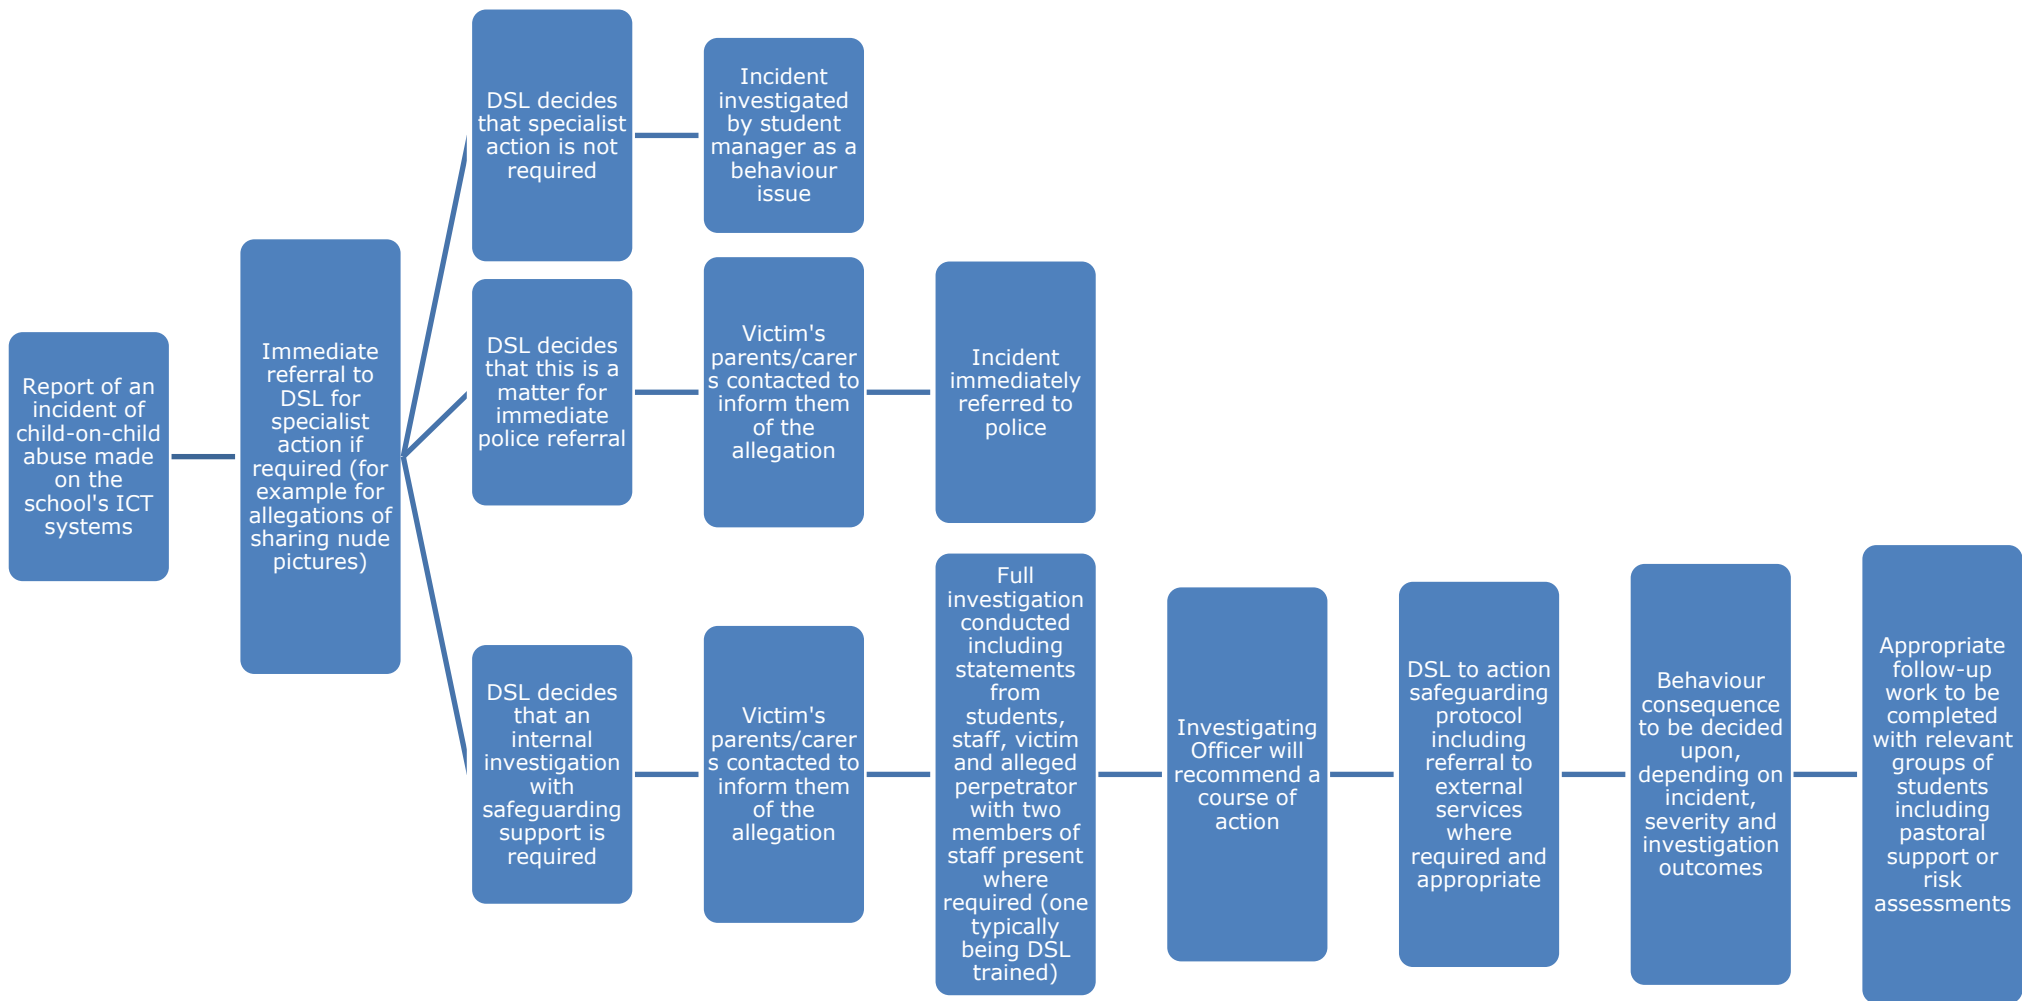 Report of an
incident of
child-on-child
abuse made
on the
school's ICT
systems
Immediate
referral to
DSL for
specialist
action if
required (for
example for
allegations of
sharing nude
pictures)
DSL decides
that specialist
action is not
required
Incident
investigated
by student
manager as a
behaviour
issue
DSL decides
that this is a
matter for
immediate
police referral
Victim's
parents/carer
s contacted to
inform them
of the
allegation
Incident
immediately
referred to
police
DSL decides
that an
internal
investigation
with
safeguarding
support is
required
Victim's
parents/carer
s contacted to
inform them
of the
allegation
Full
investigation
conducted
including
statements
from
students,
staff, victim
and alleged
perpetrator
with two
members of
staff present
where
required (one
typically
being DSL
trained)
Investigating
Officer will
recommend a
course of
action
DSL to action
safeguarding
protocol
including
referral to
external
services
where
required and
appropriate
Behaviour
consequence
to be decided
upon,
depending on
incident,
severity and
investigation
outcomes
Appropriate
follow-up
work to be
completed
with relevant
groups of
students
including
pastoral
support or
risk
assessments